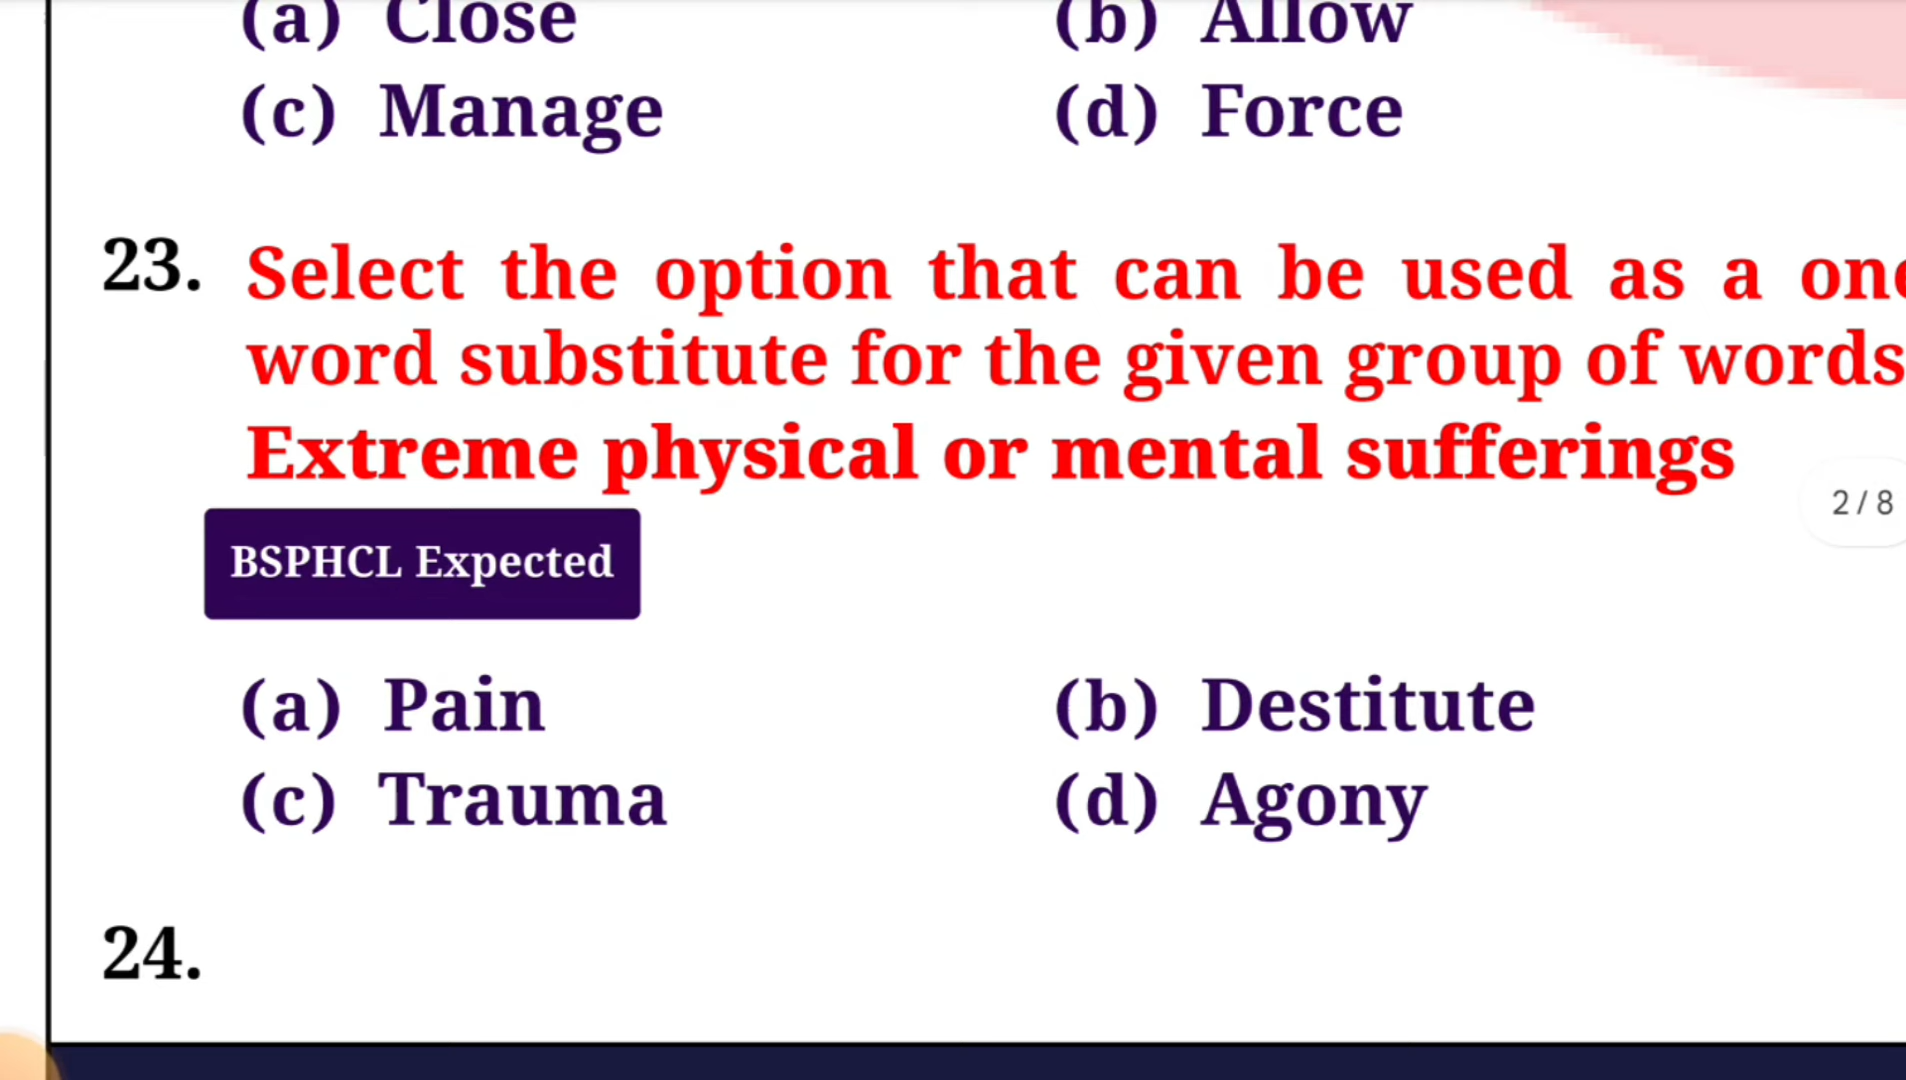 (a) Close (b) Allow
(c) Manage (d) Force
23. Select the option that can be used as a one
word substitute for the given group of words
Extreme physical or mental sufferings
2 / 8
BSPHCL Expected
(a) Pain (b) Destitute
(c) Trauma (d) Agony
24.